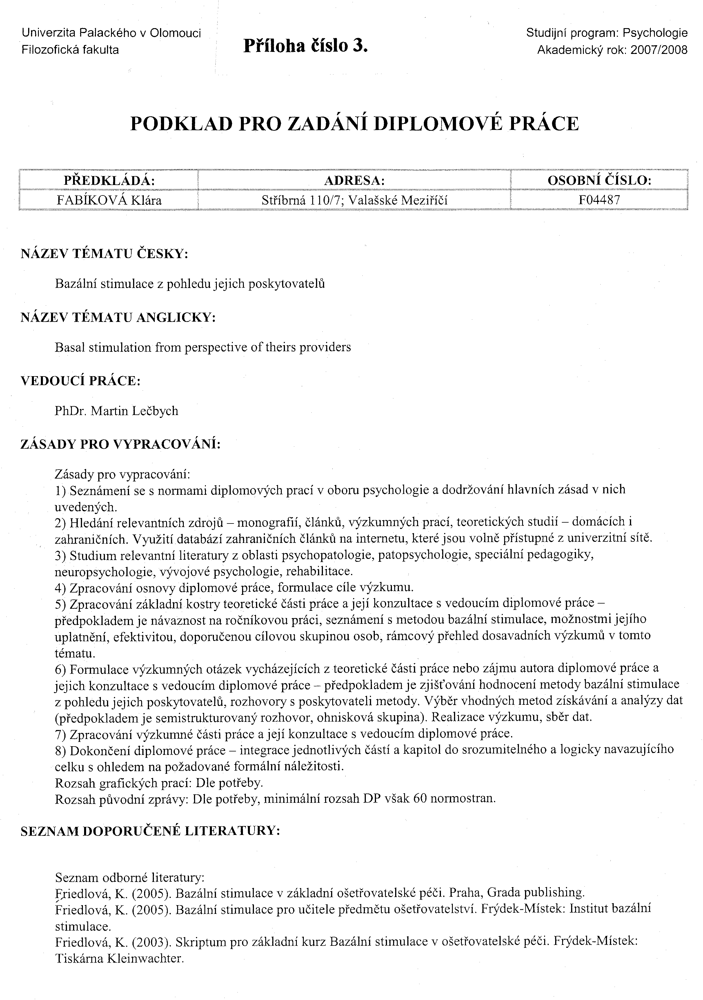 Univerzita Palackého v Olomouci
Filozofická fakulta
Příloha číslo 3.
Studijní program: Psychologie
Akademický rok: 2007/2008
PODKLAD PRO ZADÁNÍ DIPLOMOVÉ PRÁCE
PŘEDKLÁDÁ: ADRESA: OSOBNÍ ČÍSLO:
FABÍKOVÁ Klára Stříbrná 110/7; Valašské Meziříčí F04487
NÁZEV TÉMATU ČESKY:
Bazální stimulace z pohledu jejich poskytovatelů
NÁZEV TÉMATU ANGLICKY:
Basal stimulation from perspective of theirs providers
VEDOUCÍ PRÁCE:
PhDr. Martin Lečbych
ZÁSADY PRO VYPRACOVÁNÍ:
Zásady pro vypracování:
1) Seznámení se s normami diplomových prací v oboru psychologie a dodržování hlavních zásad v nich
uvedených.
2) Hledání relevantních zdrojů – monografií, článků, výzkumných prací, teoretických studií – domácích i
zahraničních. Využití databází zahraničních článků na internetu, které jsou volně přístupné z univerzitní sítě.
3) Studium relevantní literatury z oblasti psychopatologie, patopsychologie, speciální pedagogiky,
neuropsychologie, vývojové psychologie, rehabilitace.
4) Zpracování osnovy diplomové práce, formulace cíle výzkumu.
5) Zpracování základní kostry teoretické části práce a její konzultace s vedoucím diplomové práce –
předpokladem je návaznost na ročníkovou práci, seznámení s metodou bazální stimulace, možnostmi jejího
uplatnění, efektivitou, doporučenou cílovou skupinou osob, rámcový přehled dosavadních výzkumů v tomto
tématu.
6) Formulace výzkumných otázek vycházejících z teoretické části práce nebo zájmu autora diplomové práce a
jejich konzultace s vedoucím diplomové práce – předpokladem je zjišťování hodnocení metody bazální stimulace
z pohledu jejich poskytovatelů, rozhovory s poskytovateli metody. Výběr vhodných metod získávání a analýzy dat
(předpokladem je semistrukturovaný rozhovor, ohnisková skupina). Realizace výzkumu, sběr dat.
7) Zpracování výzkumné části práce a její konzultace s vedoucím diplomové práce.
8) Dokončení diplomové práce – integrace jednotlivých částí a kapitol do srozumitelného a logicky navazujícího
celku s ohledem na požadované formální náležitosti.
Rozsah grafických prací: Dle potřeby.
Rozsah původní zprávy: Dle potřeby, minimální rozsah DP však 60 normostran.
SEZNAM DOPORUČENÉ LITERATURY:
Seznam odborné literatury:
Friedlová, K. (2005). Bazální stimulace v základní ošetřovatelské péči. Praha, Grada publishing.
Friedlová, K. (2005). Bazální stimulace pro učitele předmětu ošetřovatelství. Frýdek-Místek: Institut bazální
stimulace.
Friedlová, K. (2003). Skriptum pro základní kurz Bazální stimulace v ošetřovatelské péči. Frýdek-Místek:
Tiskárna Kleinwachter.